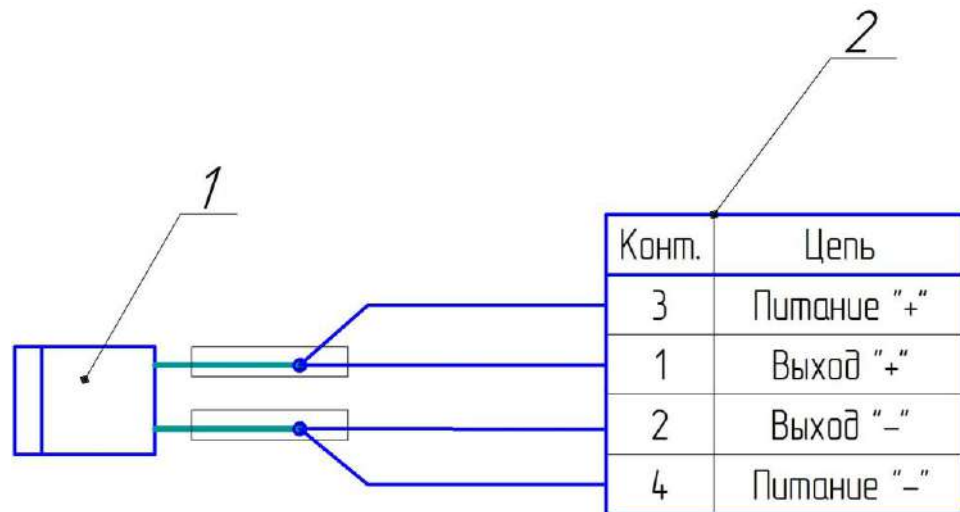 2
1
Конт. Цепь
3 Питание "+"
1 Выход "+"
2 Выход "–"
4 Питание "–"